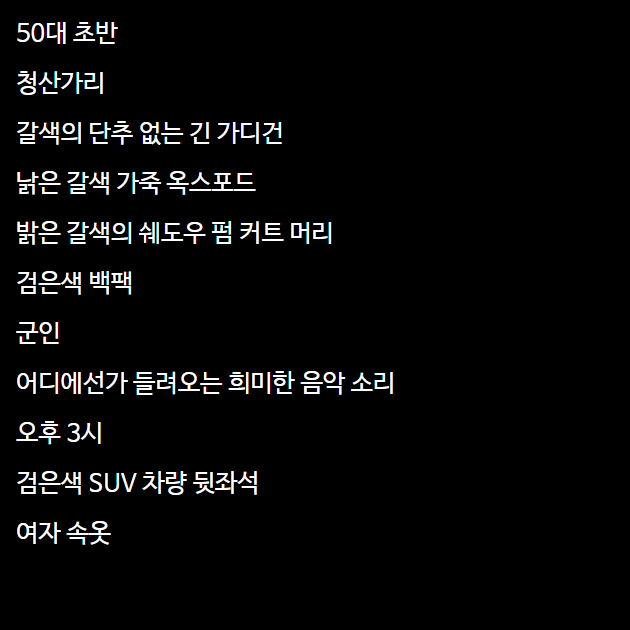 50대 초반
청산가리
갈색의 단추 없는 긴 가디건
낡은 갈색 가죽 옥스포드
밝은 갈색의 쉐도우 펌 커트 머리
검은색 백팩
군인
어디에선가 들려오는 희미한 음악 소리
오후 3시
검은색 SUV 차량 뒷좌석
여자 속옷